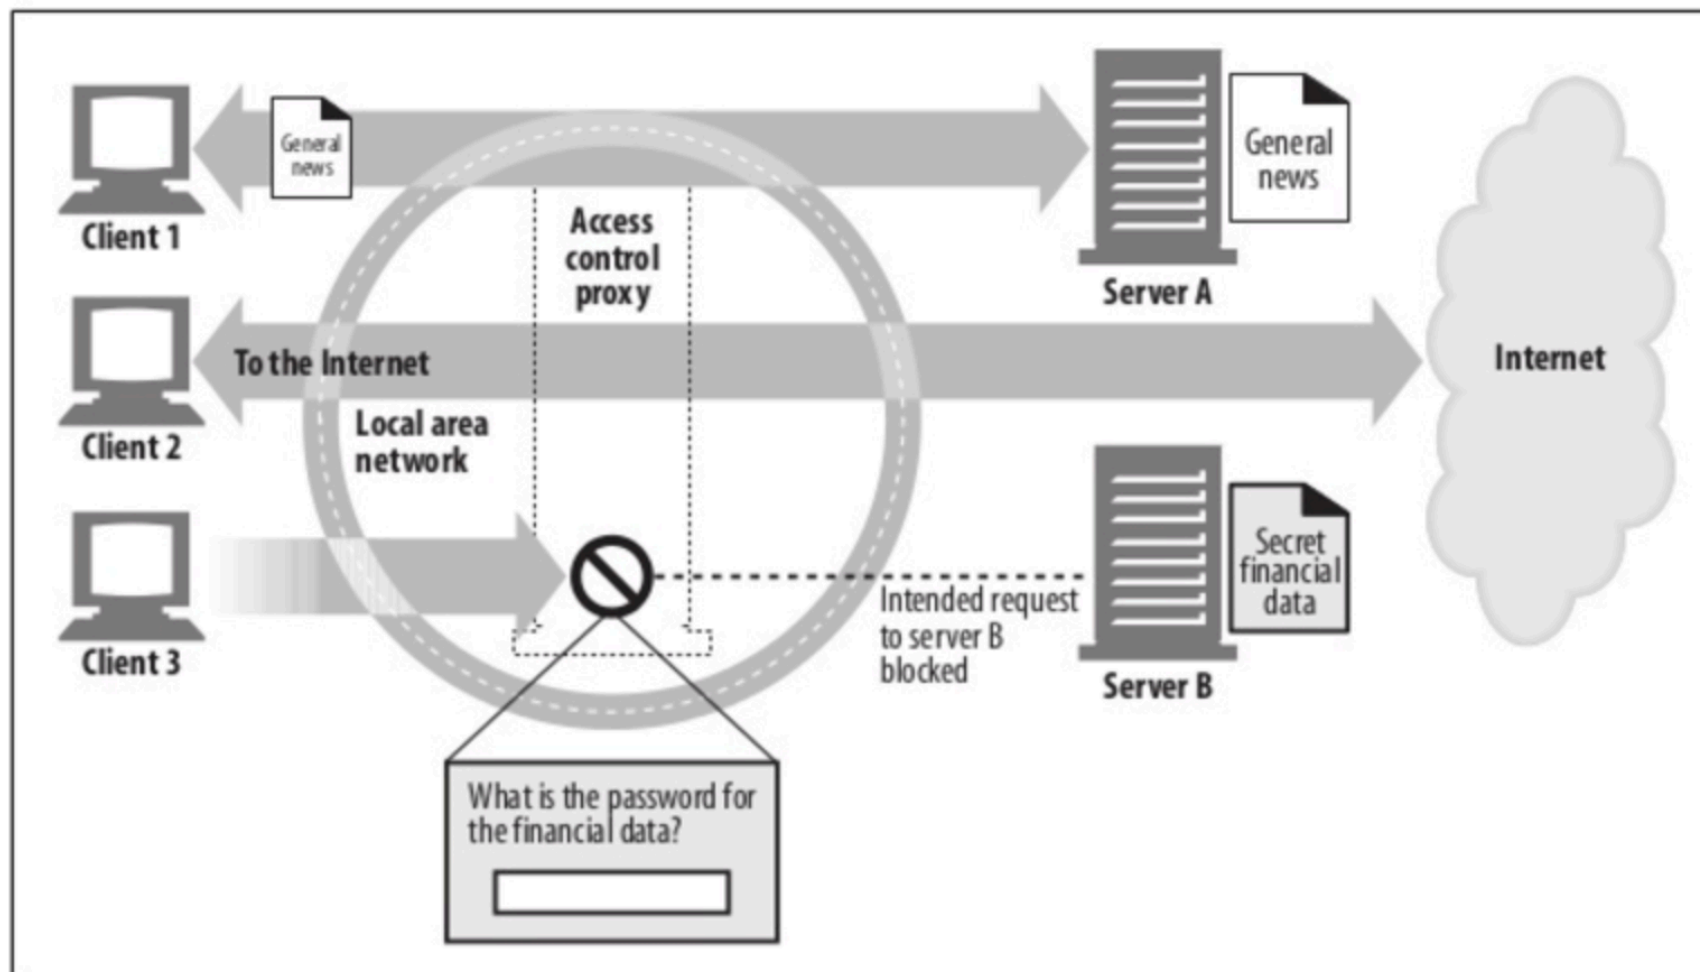 General
news
Client 1
Access
control
proxy
General
news
Server A
To the Internet
Client 2
Internet
Local area
network
Client 3
Intended request
to server B
blocked
Secret
financial
data
Server B
What is the password for
the financial data?